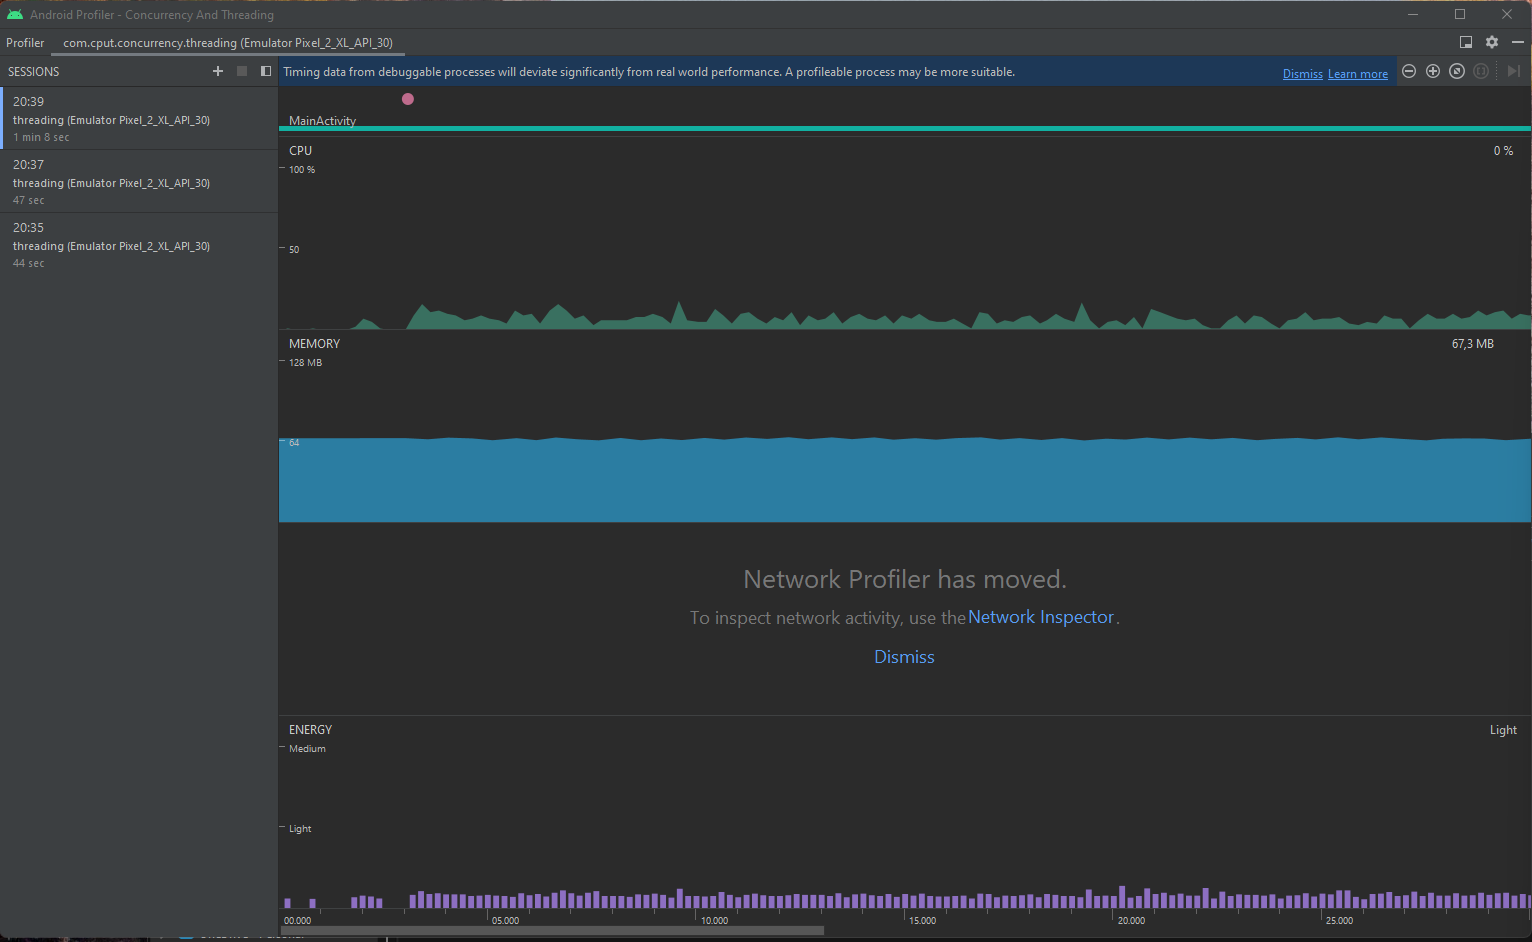 Android Profiler - Concurrency And Threading
Profiler com.cput.concurrency.threading (Emulator Pixel_2_XL_API_30)
SESSIONS
Timing data from debuggable processes will deviate significantly from real world performance. A profileable process may be more suitable. Dismiss Learn more
20:39
threading (Emulator Pixel_2_XL_API_30)
1 min 8 sec
20:37
threading (Emulator Pixel_2_XL_API_30)
47 sec
20:35
threading (Emulator Pixel_2_XL_API_30)
44 sec
MainActivity
CPU 0 %
100 %
50
MEMORY 67,3 MB
128 MB
64
Network Profiler has moved.
To inspect network activity, use the Network Inspector.
Dismiss
ENERGY Light
Medium
Light
00.000 05.000 10.000 15.000 20.000 25.000